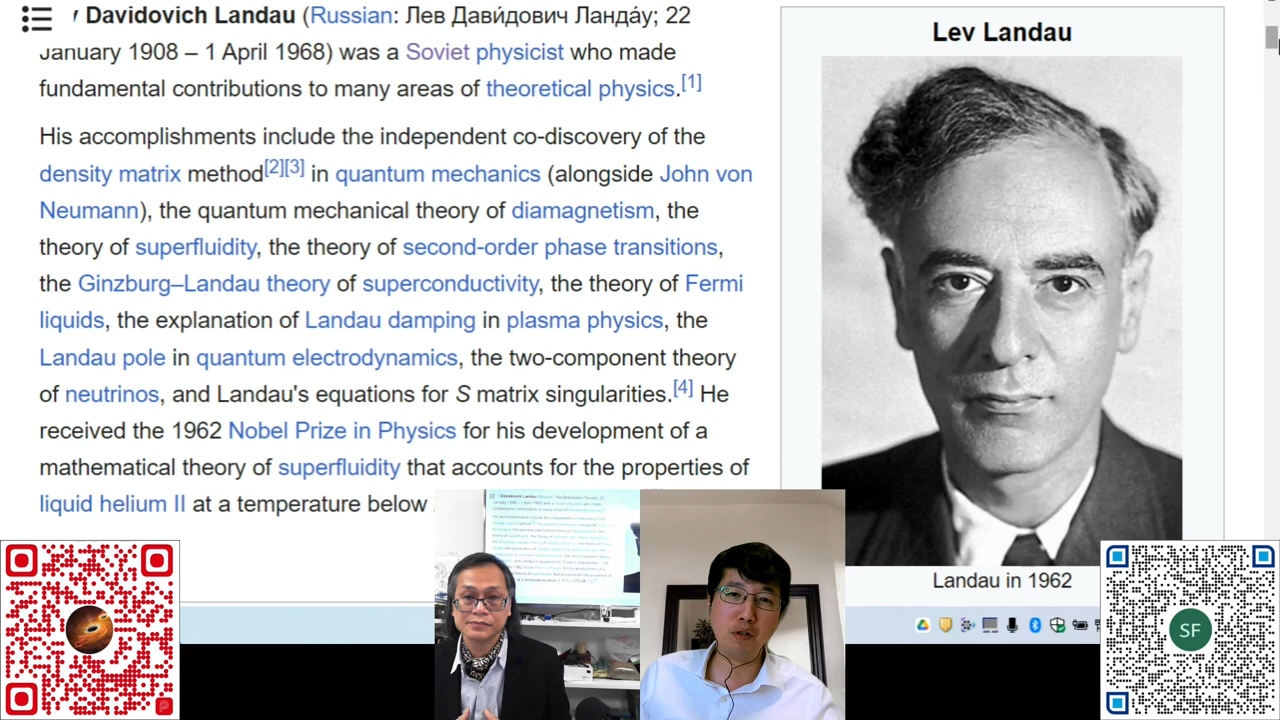 Davidovich Landau (Russian: Лев Дави́дович Ланда́у; 22
January 1908 – 1 April 1968) was a Soviet physicist who made
fundamental contributions to many areas of theoretical physics.[1]
His accomplishments include the independent co-discovery of the
density matrix method[2][3] in quantum mechanics (alongside John von
Neumann), the quantum mechanical theory of diamagnetism, the
theory of superfluidity, the theory of second-order phase transitions,
the Ginzburg–Landau theory of superconductivity, the theory of Fermi
liquids, the explanation of Landau damping in plasma physics, the
Landau pole in quantum electrodynamics, the two-component theory
of neutrinos, and Landau's equations for S matrix singularities.[4] He
received the 1962 Nobel Prize in Physics for his development of a
mathematical theory of superfluidity that accounts for the properties of
liquid helium II at a temperature below
Lev Landau
Landau in 1962
SF